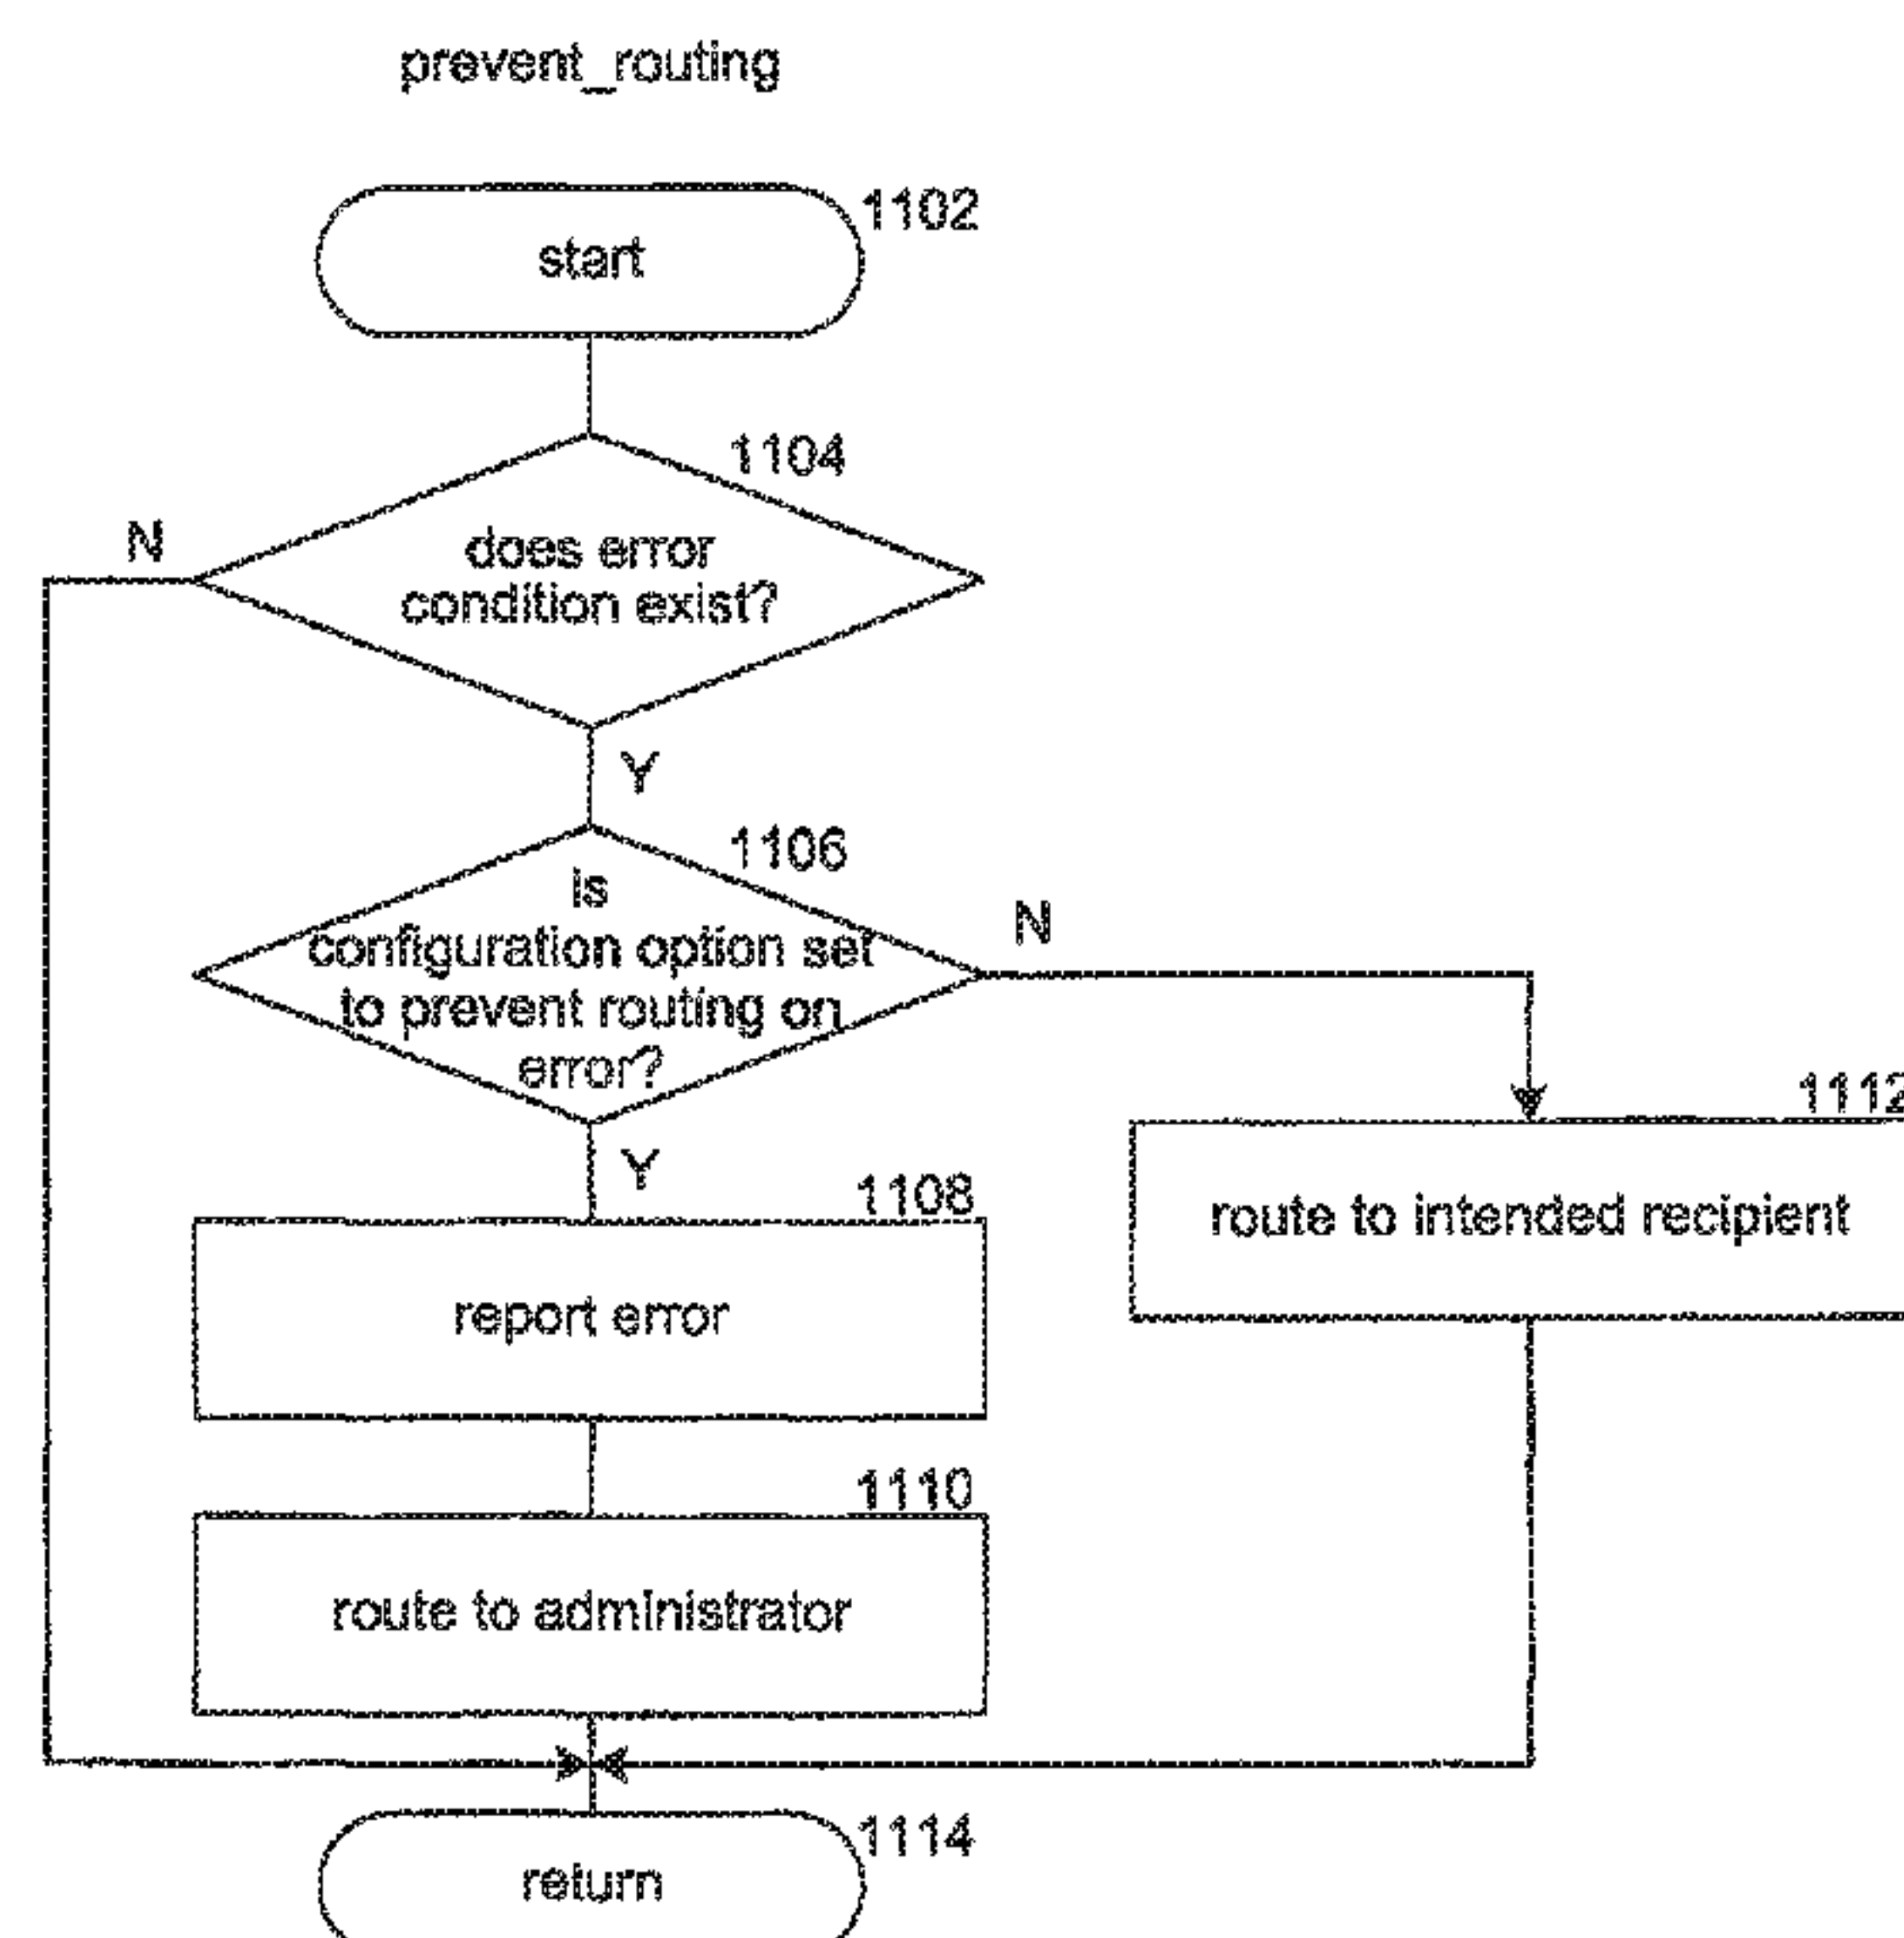 prevent_routing
1102
start
1104
N
does error
condition exist?
Y
1106
is
configuration option set
to prevent routing on
error?
N
Y
1112
route to intended recipient
1108
report error
1110
route to administrator
1114
return